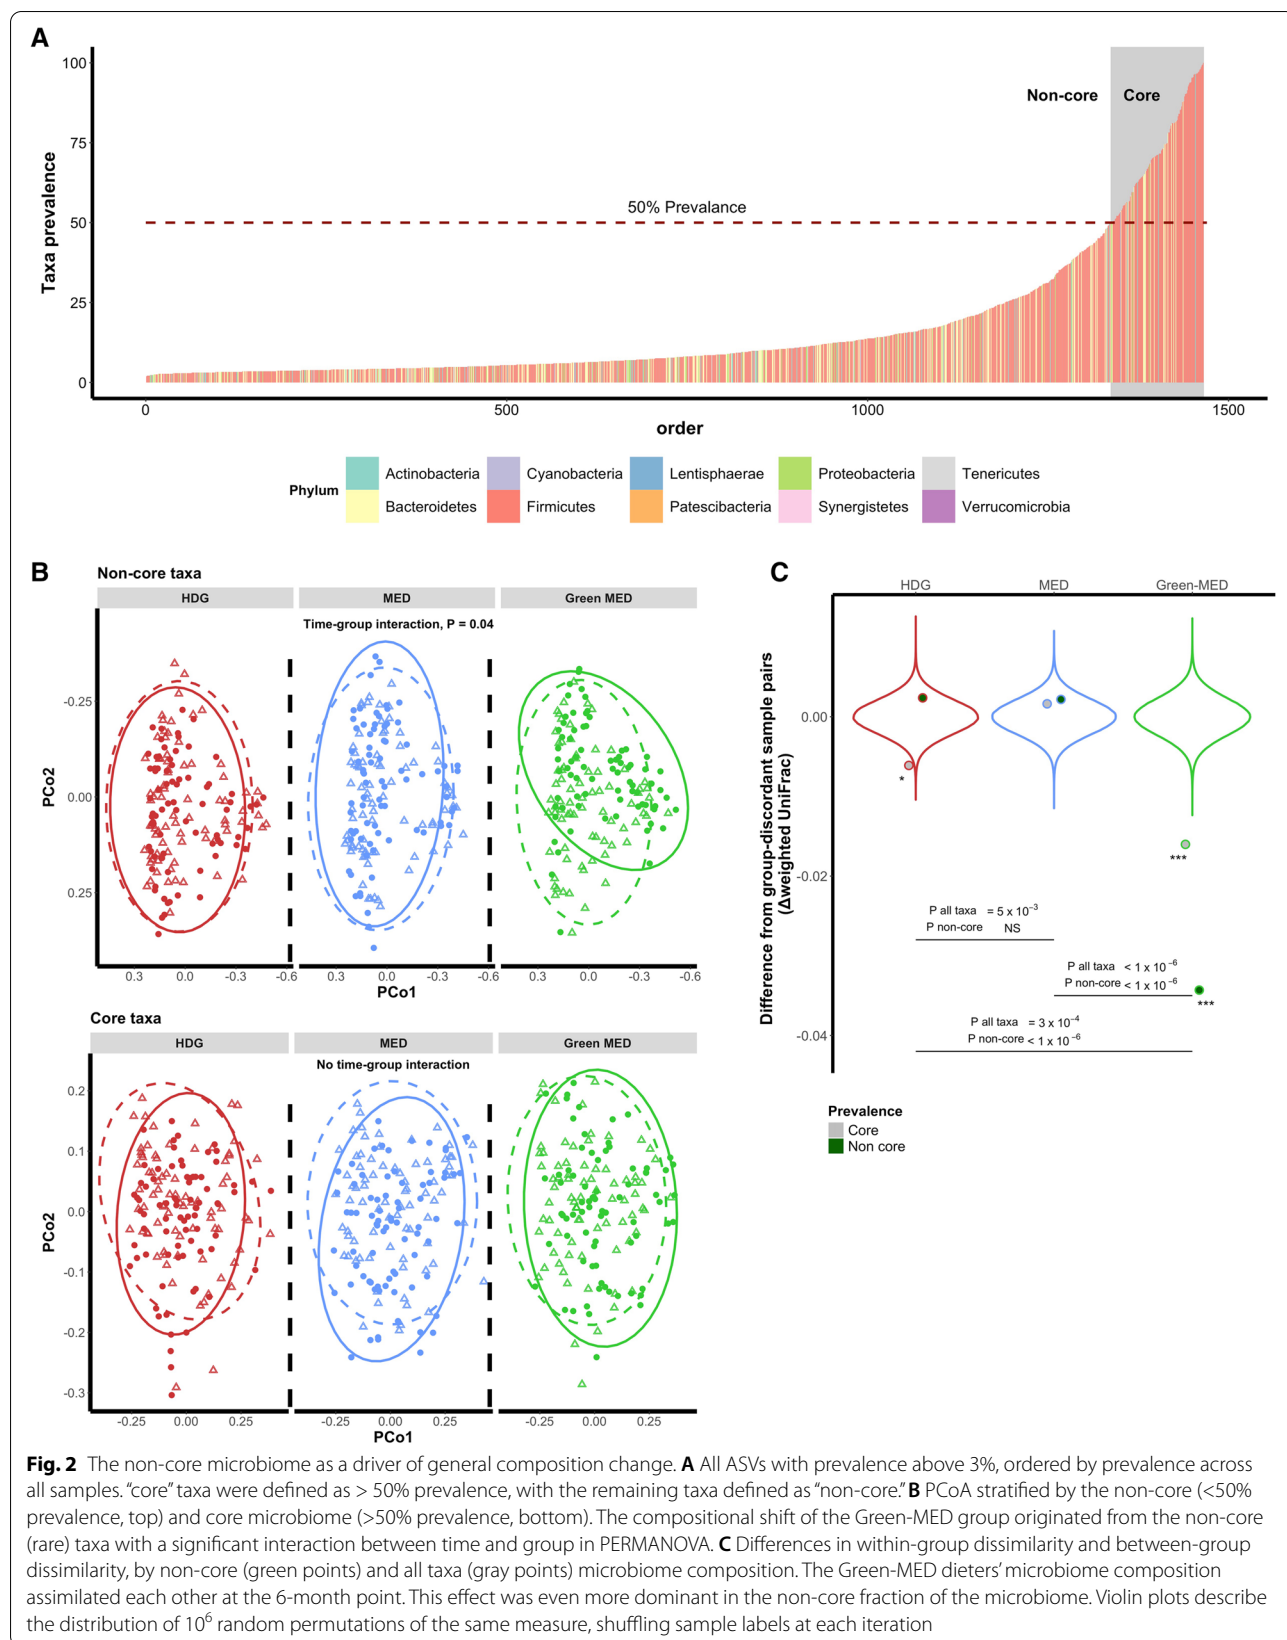 A
100
75
50
25
0
Taxa prevalence
Non-core
Core
50% Prevalance
0
500
1000
1500
order
Phylum
Actinobacteria
Cyanobacteria
Lentisphaerae
Proteobacteria
Tenericutes
Bacteroidetes
Firmicutes
Patescibacteria
Synergistetes
Verrucomicrobia
B
Non-core taxa
HDG
MED
Green MED
Time-group interaction, P = 0.04
-0.25
0.00
0.25
PCo2
0.3 0.0 -0.3 -0.6
0.3 0.0 -0.3 -0.6
0.3 0.0 -0.3 -0.6
PCo1
Core taxa
HDG
MED
Green MED
No time-group interaction
0.2
0.1
0.0
-0.1
-0.2
-0.3
PCo2
-0.25 0.00 0.25
-0.25 0.00 0.25
-0.25 0.00 0.25
PCo1
C
HDG
MED
Green-MED
Difference from group-discordant sample pairs
(Δweighted UniFrac)
0.00
-0.02
-0.04
*
***
***
P all taxa = 5 x 10⁻³
P non-core NS
P all taxa < 1 x 10⁻⁶
P non-core < 1 x 10⁻⁶
P all taxa = 3 x 10⁻⁴
P non-core < 1 x 10⁻⁶
Prevalence
Core
Non core
Fig. 2 The non-core microbiome as a driver of general composition change. A All ASVs with prevalence above 3%, ordered by prevalence across
all samples. “core” taxa were defined as > 50% prevalence, with the remaining taxa defined as “non-core.” B PCoA stratified by the non-core (<50%
prevalence, top) and core microbiome (>50% prevalence, bottom). The compositional shift of the Green-MED group originated from the non-core
(rare) taxa with a significant interaction between time and group in PERMANOVA. C Differences in within-group dissimilarity and between-group
dissimilarity, by non-core (green points) and all taxa (gray points) microbiome composition. The Green-MED dieters’ microbiome composition
assimilated each other at the 6-month point. This effect was even more dominant in the non-core fraction of the microbiome. Violin plots describe
the distribution of 10⁶ random permutations of the same measure, shuffling sample labels at each iteration